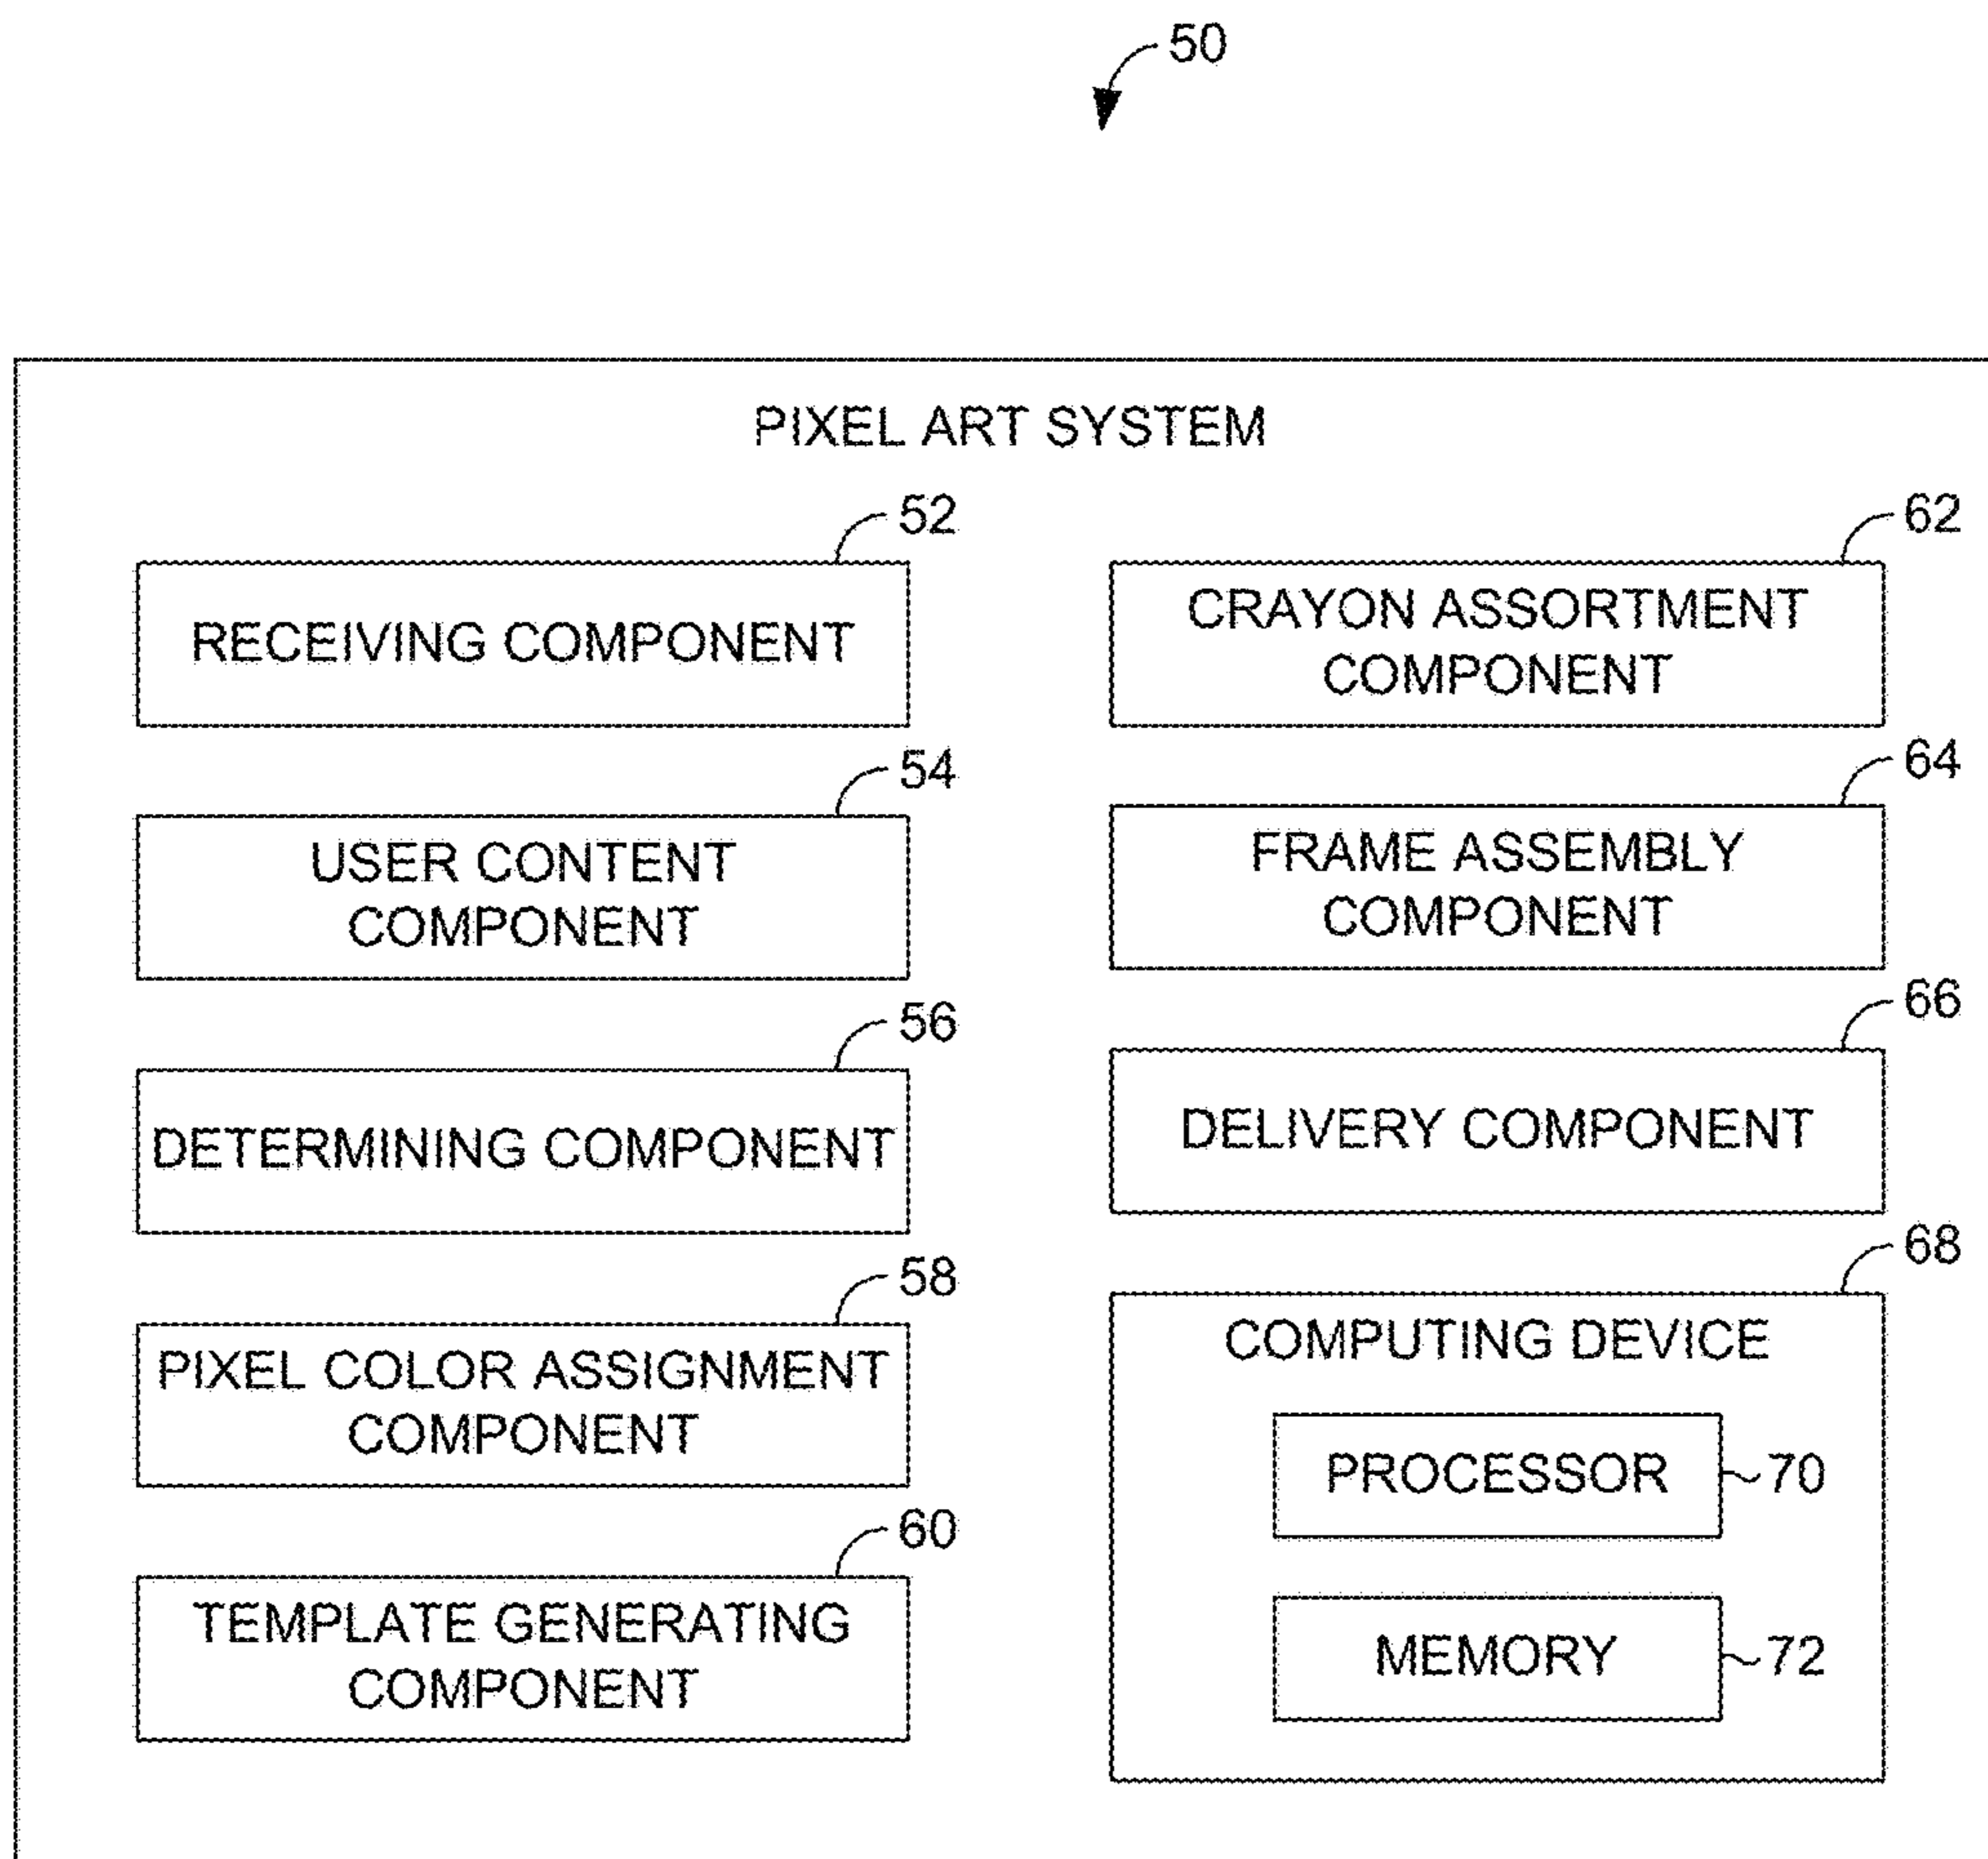 50
PIXEL ART SYSTEM
52
RECEIVING COMPONENT
54
USER CONTENT
COMPONENT
56
DETERMINING COMPONENT
58
PIXEL COLOR ASSIGNMENT
COMPONENT
60
TEMPLATE GENERATING
COMPONENT
62
CRAYON ASSORTMENT
COMPONENT
64
FRAME ASSEMBLY
COMPONENT
66
DELIVERY COMPONENT
68
COMPUTING DEVICE
PROCESSOR 70
MEMORY 72